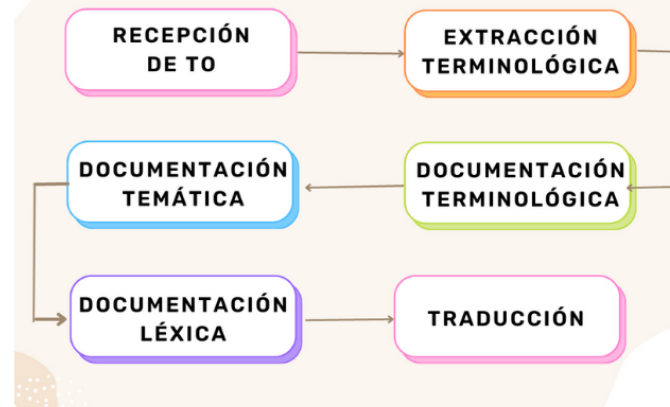 RECEPCIÓN
DE TO
EXTRACCIÓN
TERMINOLÓGICA
DOCUMENTACIÓN
TERMINOLÓGICA
DOCUMENTACIÓN
TEMÁTICA
DOCUMENTACIÓN
LÉXICA
TRADUCCIÓN